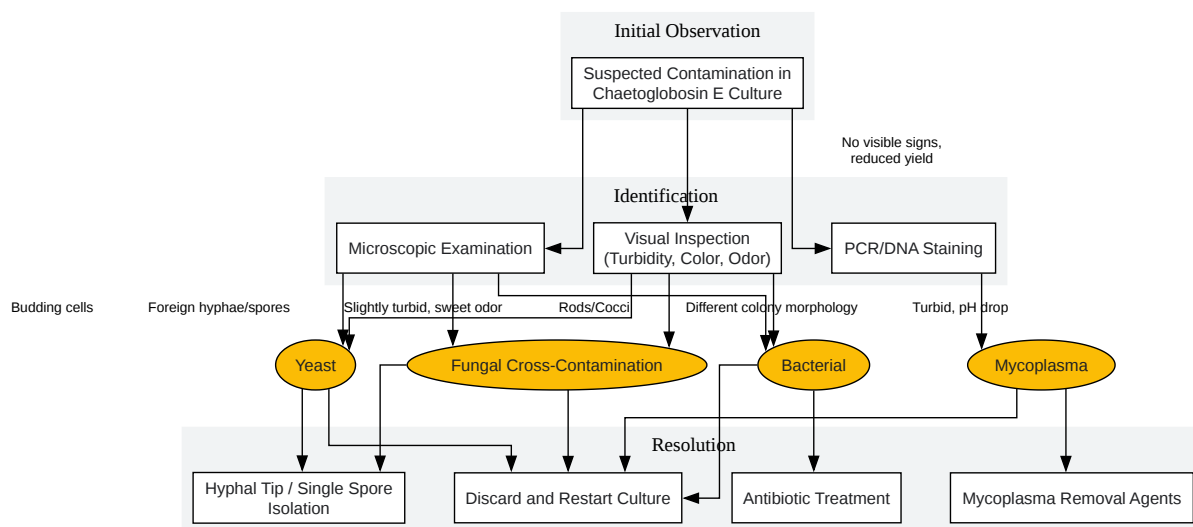 Initial Observation
Suspected Contamination in
Chaetoglobosin E Culture
No visible signs,
reduced yield
Identification
Microscopic Examination
Visual Inspection
(Turbidity, Color, Odor)
PCR/DNA Staining
Budding cells
Foreign hyphae/spores
Slightly turbid, sweet odor
Rods/Cocci
Different colony morphology
Turbid, pH drop
Yeast
Fungal Cross-Contamination
Bacterial
Mycoplasma
Resolution
Hyphal Tip / Single Spore
Isolation
Discard and Restart Culture
Antibiotic Treatment
Mycoplasma Removal Agents